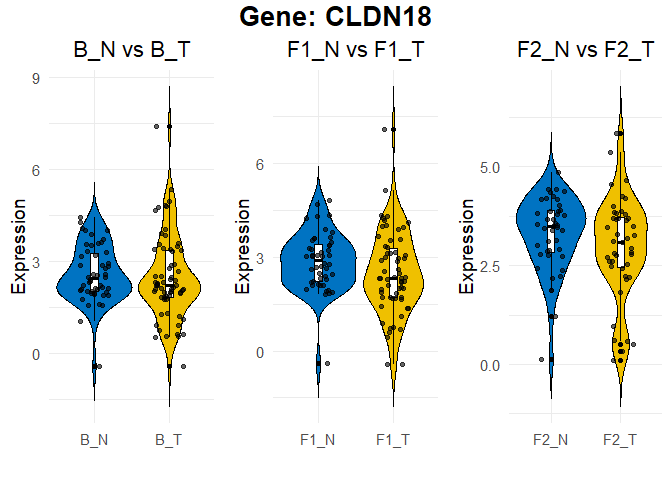 Gene: CLDN18
B_N vs B_T
F1_N vs F1_T
F2_N vs F2_T
Expression
9
6
3
0
B_N
B_T
Expression
6
3
0
F1_N
F1_T
Expression
5.0
2.5
0.0
F2_N
F2_T